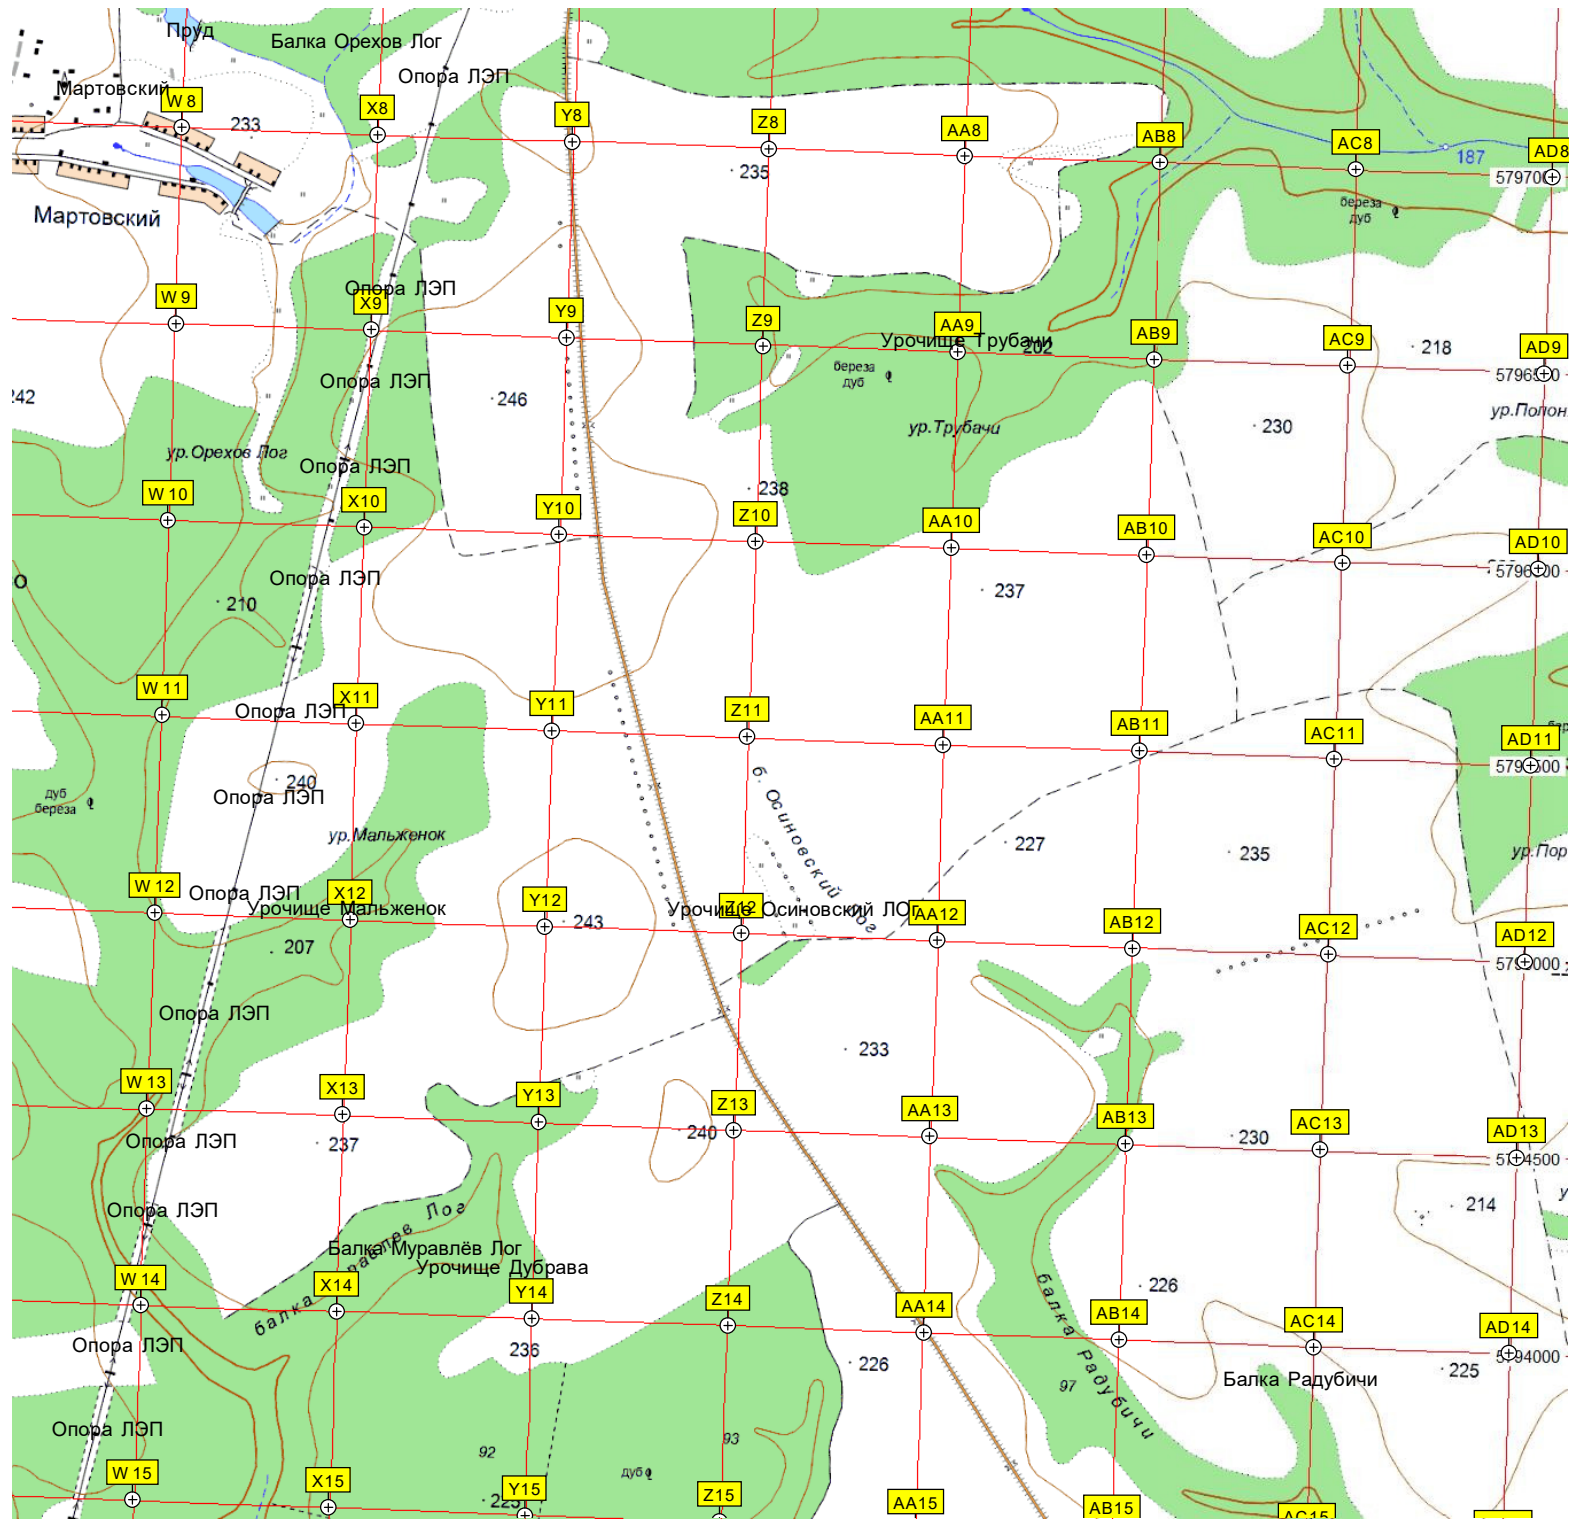 Пруд
Балка Орехов Лог
Опора ЛЭП
Мартовский
W 8
X8
Y8
Z8
AA8
AB8
AC8
AD8
233
235
187
579700
береза
дуб
Мартовский
Опора ЛЭП
W 9
X9
Y9
Z9
AA9
AB9
AC9
AD9
Урочище Трубачи
202
218
береза
дуб
Опора ЛЭП
242
246
230
ур.Трубачи
ур.Орехов Лог
Опора ЛЭП
238
W 10
X10
Y10
Z10
AA10
AB10
AC10
AD10
Опора ЛЭП
210
237
W 11
X11
Y11
Z11
AA11
AB11
AC11
AD11
Опора ЛЭП
240
Опора ЛЭП
дуб
береза
б. Осиновский Лог
ур.Мальженок
227
235
ур.Пор
W 12
X12
Y12
Z12
AA12
AB12
AC12
AD12
Опора ЛЭП
Урочище Мальженок
Урочище Осиновский ЛОг
243
207
Опора ЛЭП
233
W 13
X13
Y13
Z13
AA13
AB13
AC13
AD13
Опора ЛЭП
237
240
230
Опора ЛЭП
214
Балка Муравлёв Лог
Урочище Дубрава
W 14
X14
Y14
Z14
AA14
AB14
AC14
AD14
226
балка Радубичи
Опора ЛЭП
236
226
94000
225
Балка Радубичи
97
Опора ЛЭП
92
93
дуб
W 15
X15
Y15
Z15
AA15
AB15
AC15